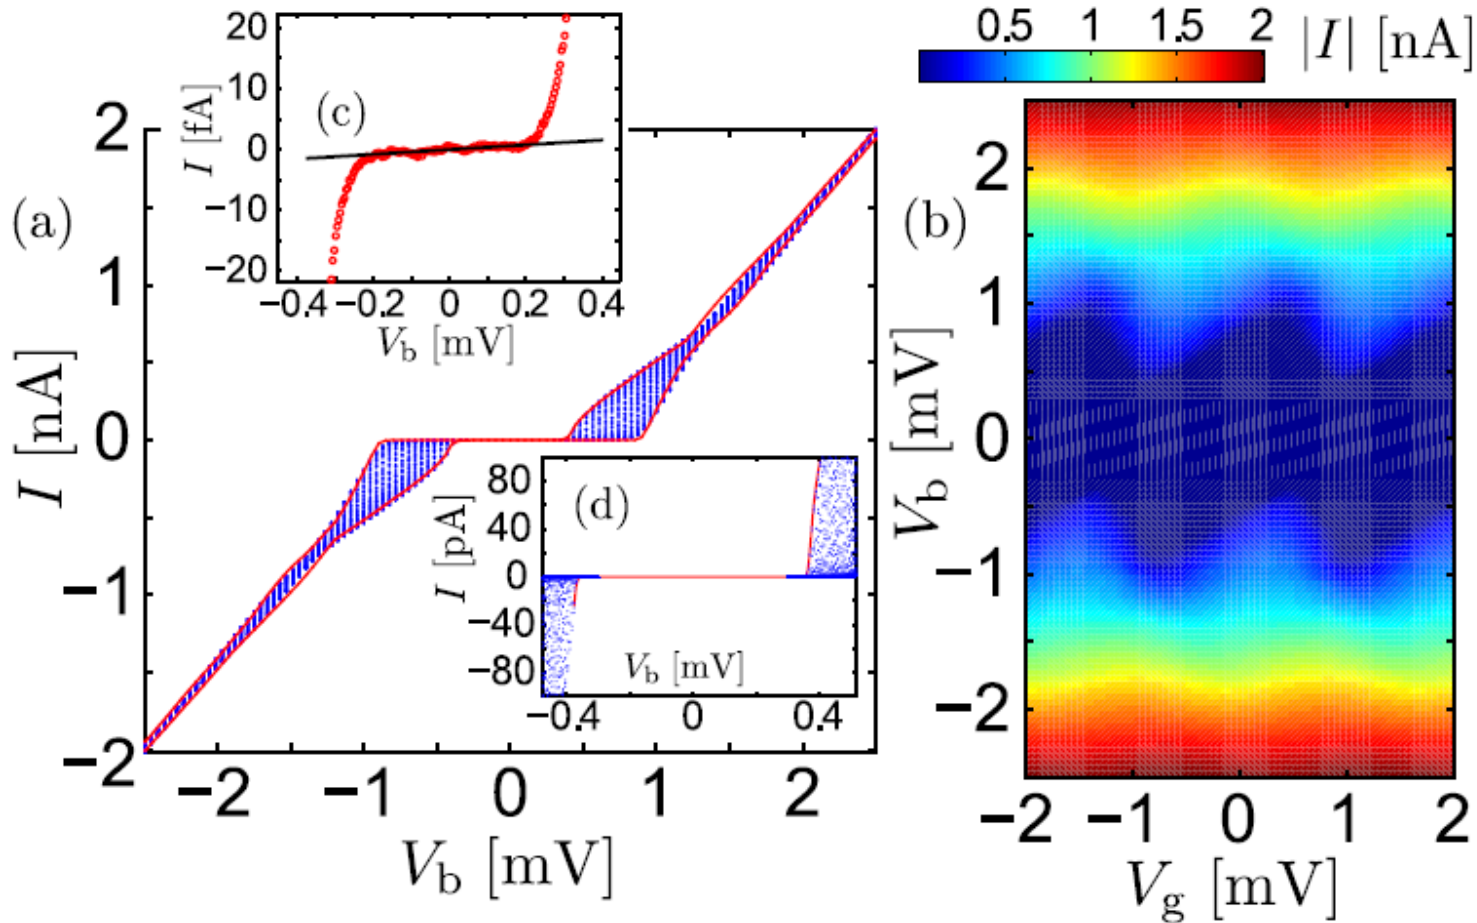 (a)
I [nA]
2
1
0
−1
−2
−2 −1 0 1 2
V_b [mV]
(c)
I [fA]
20
10
0
−10
−20
−0.4 −0.2 0 0.2 0.4
V_b [mV]
(d)
I [pA]
80
40
0
−40
−80
V_b [mV]
−0.4 0 0.4
0.5 1 1.5 2 |I| [nA]
(b)
V_b [mV]
2
1
0
−1
−2
−2 −1 0 1 2
V_g [mV]